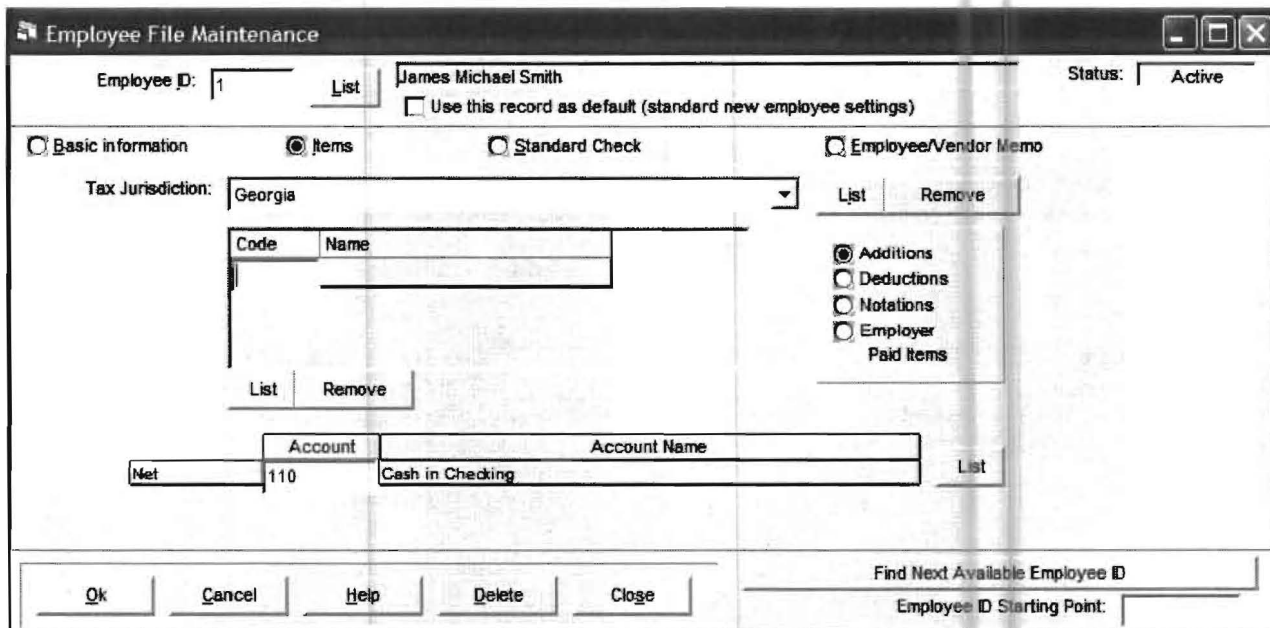 Employee File Maintenance
Employee ID: 1 List James Michael Smith Status: Active
Use this record as default (standard new employee settings)
Basic information Items Standard Check Employee/Vendor Memo
Tax Jurisdiction: Georgia List Remove
Code Name
Additions
Deductions
Notations
Employer
Paid Items
List Remove
Account Account Name
Net 110 Cash in Checking List
Ok Cancel Help Delete Close
Find Next Available Employee ID
Employee ID Starting Point: